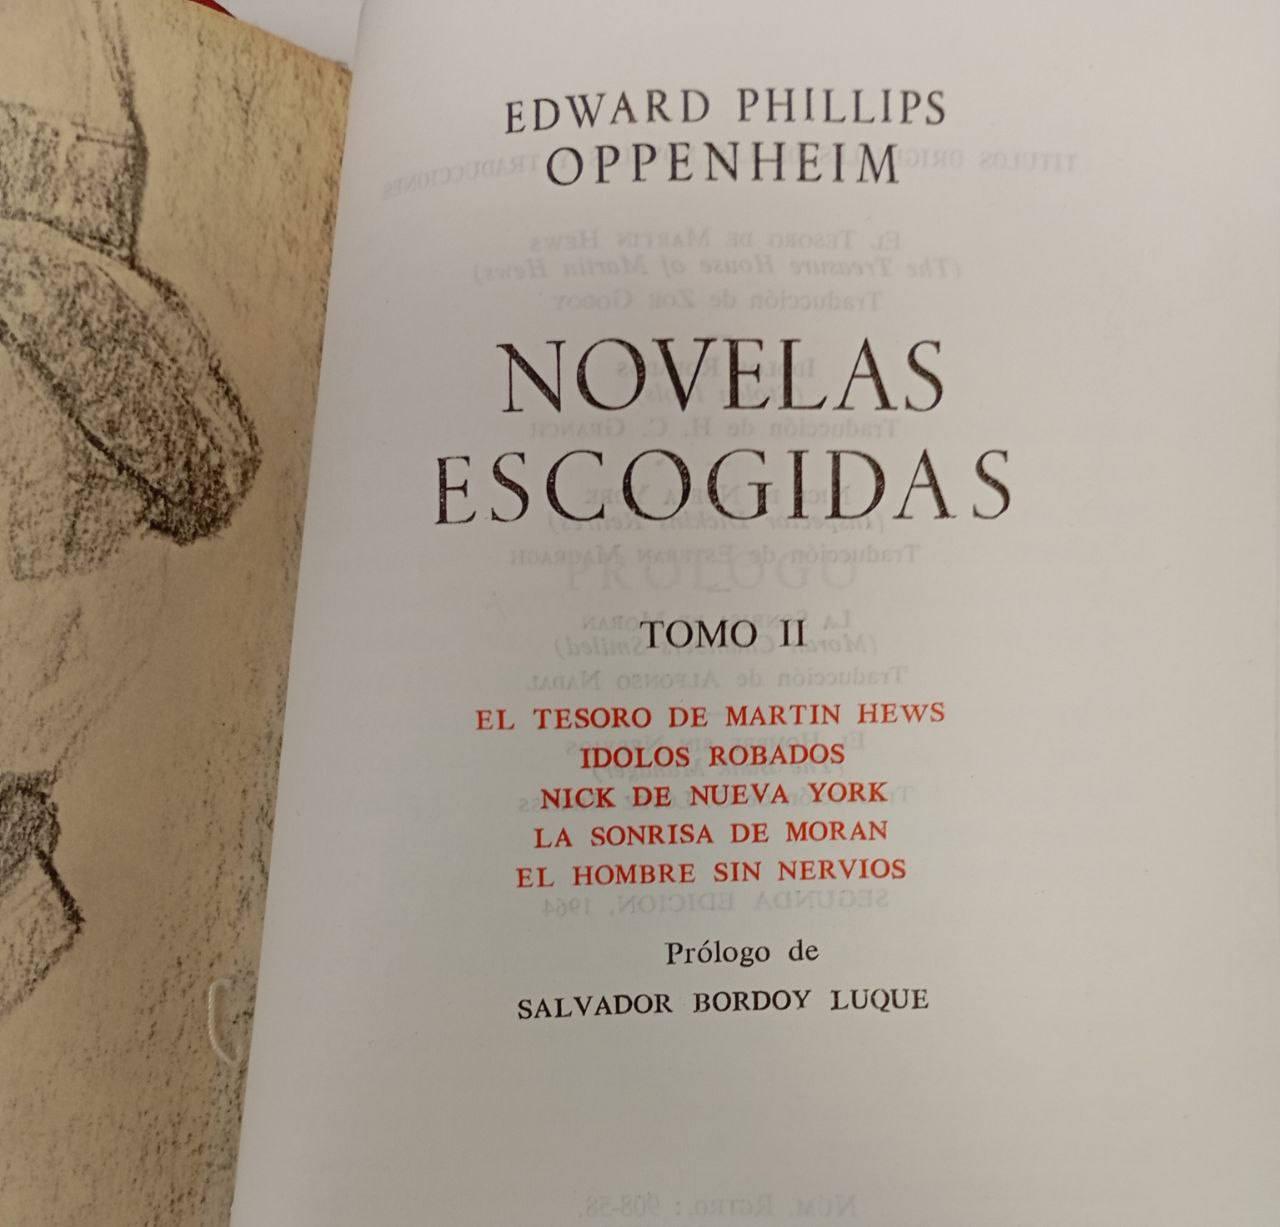 EDWARD PHILLIPS
OPPENHEIM
NOVELAS
ESCOGIDAS
TOMO II
EL TESORO DE MARTIN HEWS
IDOLOS ROBADOS
NICK DE NUEVA YORK
LA SONRISA DE MORAN
EL HOMBRE SIN NERVIOS
Prólogo de
SALVADOR BORDOY LUQUE